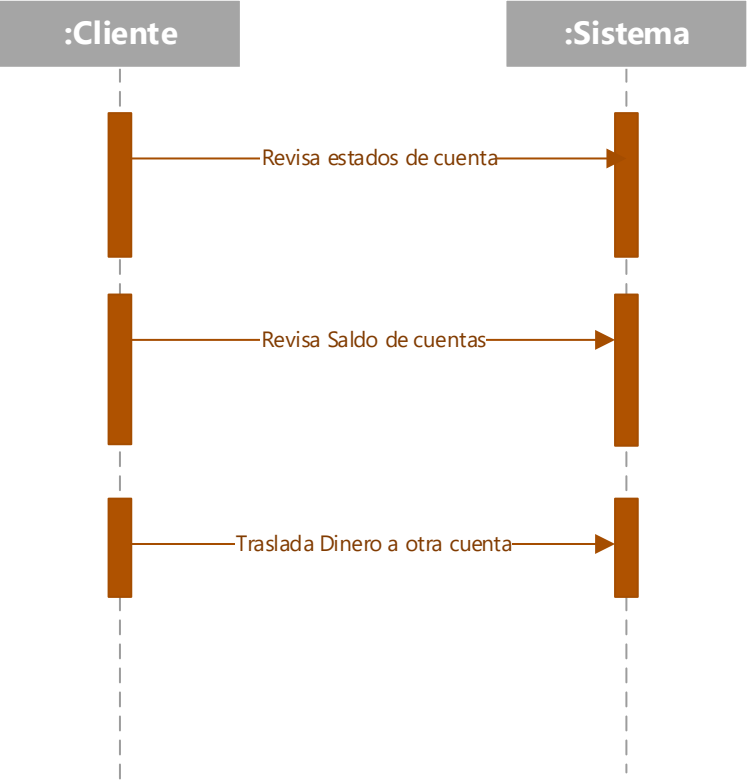 :Cliente
:Sistema
Revisa estados de cuenta
Revisa Saldo de cuentas
Traslada Dinero a otra cuenta